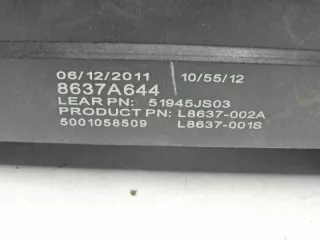 06/12/2011 10/55/12
8637A644
LEAR PN: 51945JS03
PRODUCT PN: L8637-002A
5001058509 L8637-001S